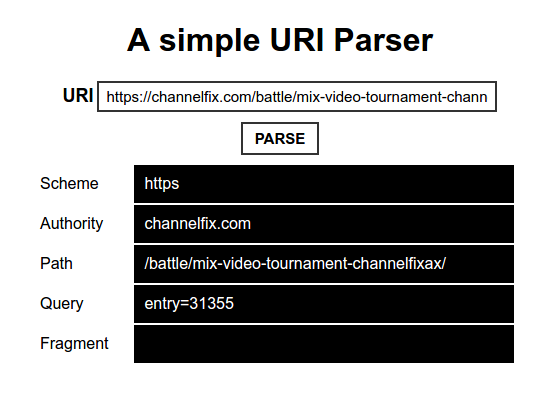 A simple URI Parser
URI https://channelfix.com/battle/mix-video-tournament-chann
PARSE
Scheme https
Authority channelfix.com
Path /battle/mix-video-tournament-channelfixax/
Query entry=31355
Fragment